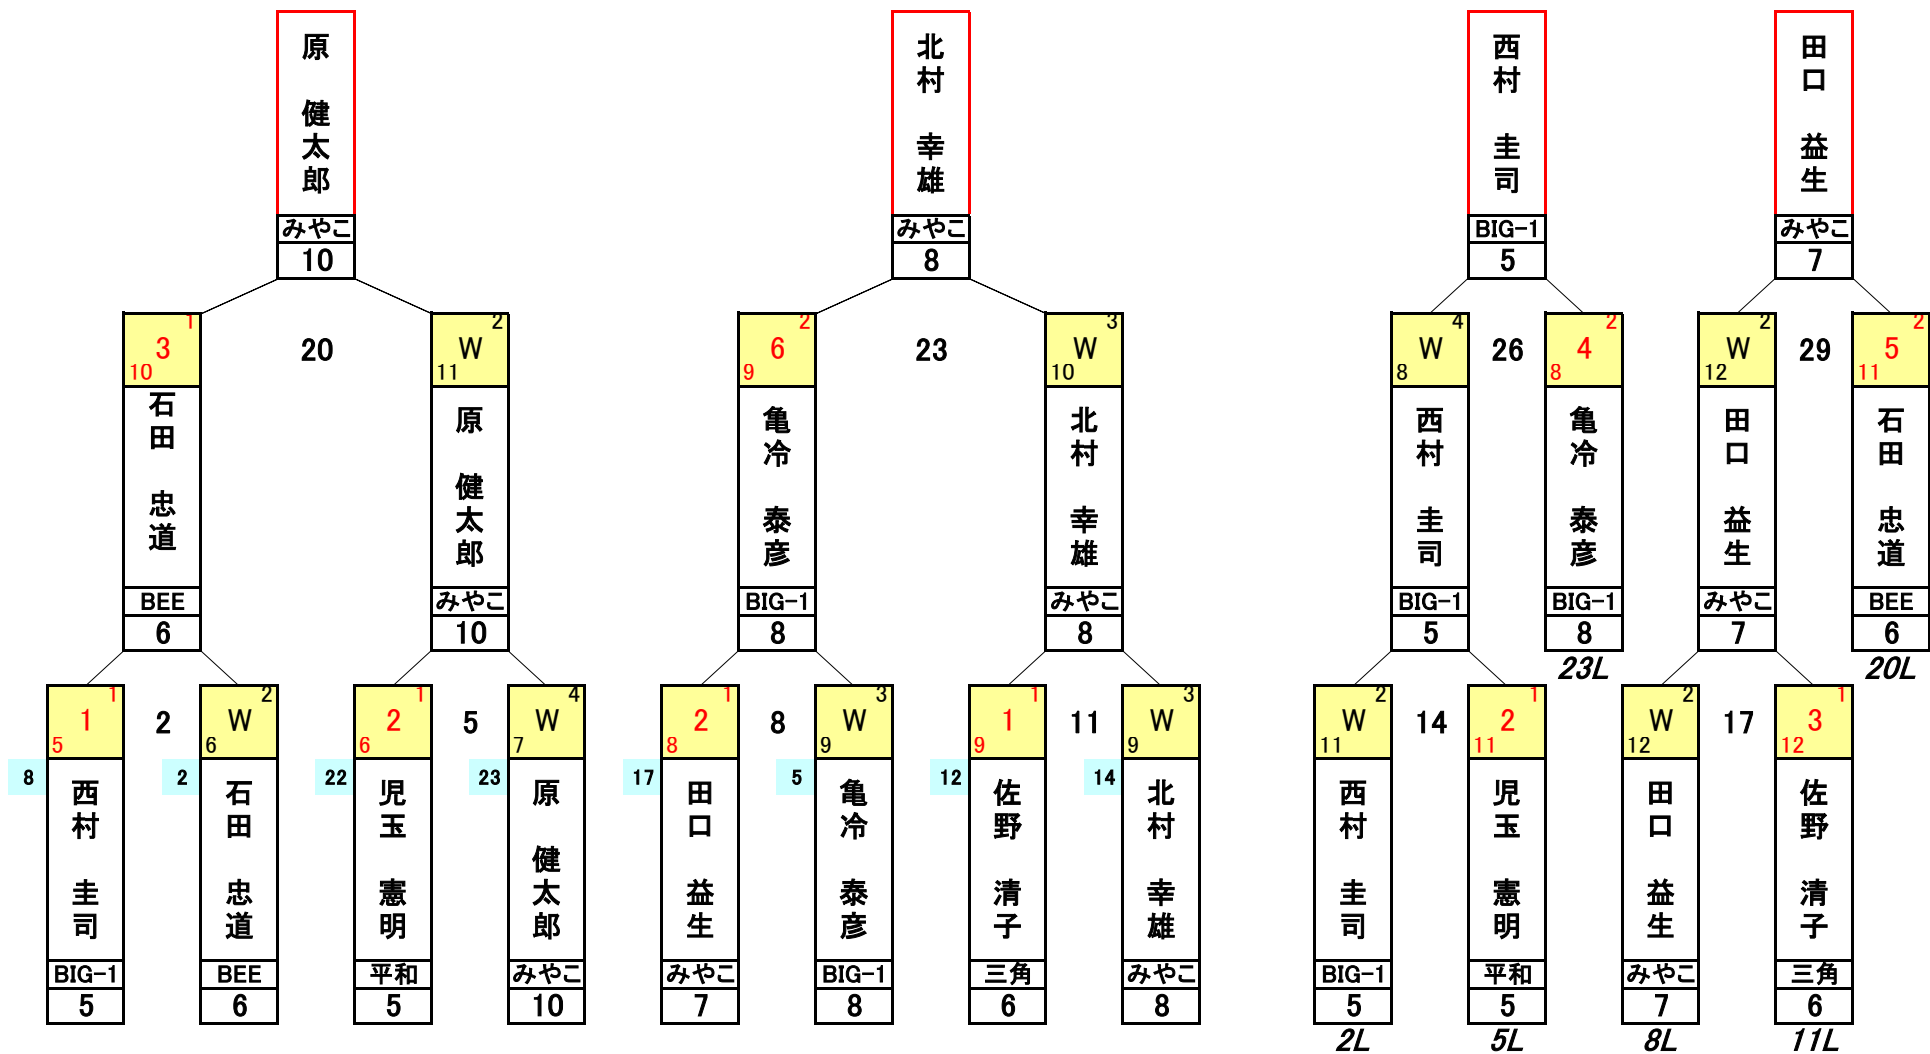 原 健太郎
北村 幸雄
西村 圭司
田口 益生
みやこ
みやこ
BIG-1
みやこ
10
8
5
7
3 1 10
20
W 2 11
6 2 9
23
W 3 10
W 4 8
26
4 2 8
W 2 12
29
5 2 11
石田 忠道
原 健太郎
亀冷 泰彦
北村 幸雄
西村 圭司
亀冷 泰彦
田口 益生
石田 忠道
BEE
みやこ
BIG-1
みやこ
BIG-1
BIG-1
みやこ
BEE
6
10
8
8
5
8
7
6
23L
20L
1 1 5
2
W 2 6
2 1 6
5
W 4 7
2 1 8
8
W 3 9
1 1 9
11
W 3 9
W 2 11
14
2 1 11
W 2 12
17
3 1 12
8
2
22
23
17
5
12
14
西村 圭司
石田 忠道
児玉 憲明
原 健太郎
田口 益生
亀冷 泰彦
佐野 清子
北村 幸雄
西村 圭司
児玉 憲明
田口 益生
佐野 清子
BIG-1
BEE
平和
みやこ
みやこ
BIG-1
三角
みやこ
BIG-1
平和
みやこ
三角
5
6
5
10
7
8
6
8
5
5
7
6
2L
5L
8L
11L